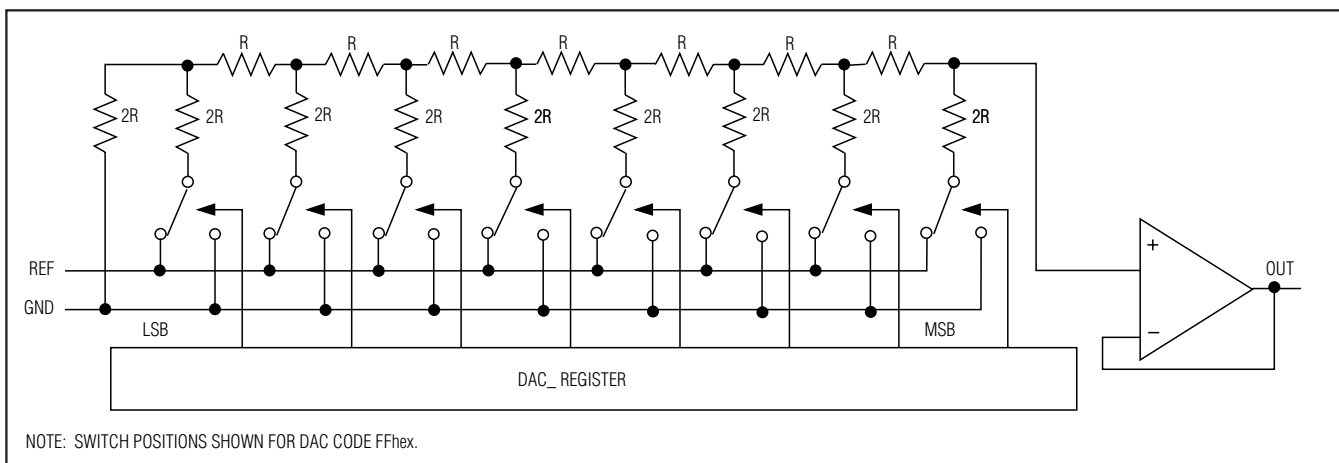 R R R R R R R
2R 2R 2R 2R 2R 2R 2R 2R 2R
+
REF
OUT
GND
LSB MSB
−
DAC_ REGISTER
NOTE: SWITCH POSITIONS SHOWN FOR DAC CODE FFhex.